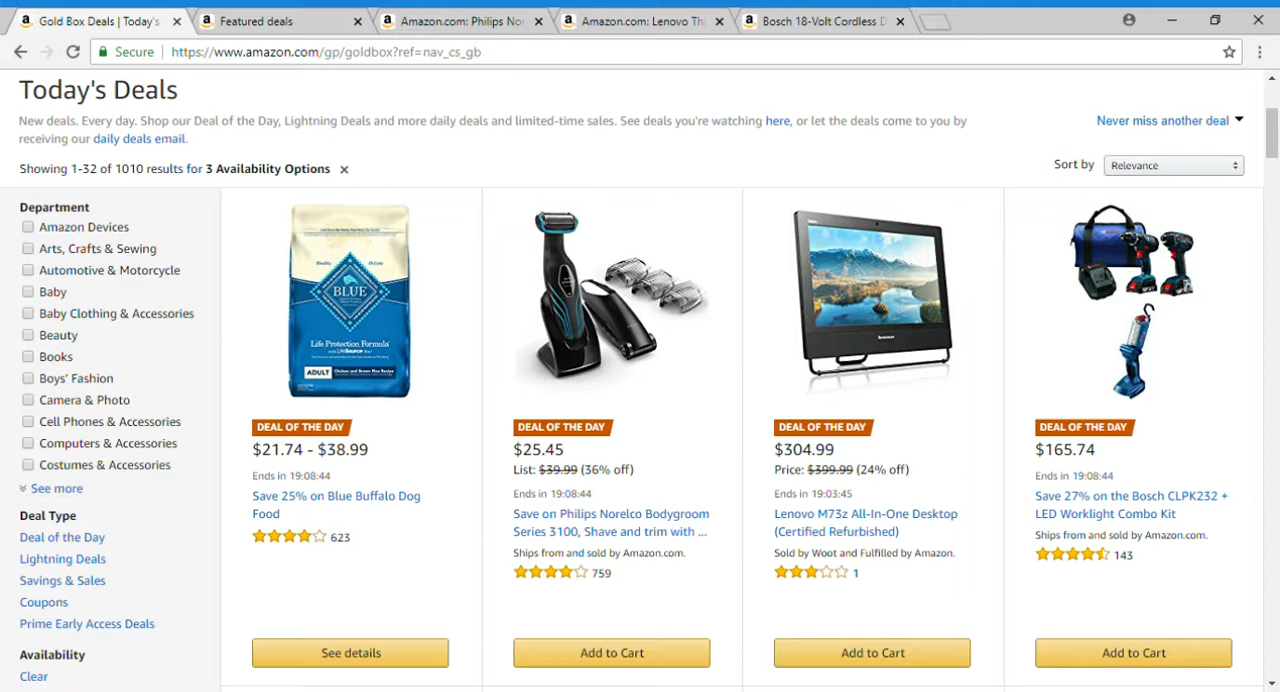 Gold Box Deals | Today's
Featured deals
Amazon.com: Philips No
Amazon.com: Lenovo Thi
Bosch 18-Volt Cordless D
Secure
https://www.amazon.com/gp/goldbox?ref=nav_cs_gb
Today's Deals
New deals. Every day. Shop our Deal of the Day, Lightning Deals and more daily deals and limited-time sales. See deals you're watching here, or let the deals come to you by
receiving our daily deals email.
Never miss another deal
Showing 1-32 of 1010 results for 3 Availability Options
Sort by
Relevance
Department
Amazon Devices
Arts, Crafts & Sewing
Automotive & Motorcycle
Baby
Baby Clothing & Accessories
Beauty
Books
Boys' Fashion
Camera & Photo
Cell Phones & Accessories
Computers & Accessories
Costumes & Accessories
See more
Deal Type
Deal of the Day
Lightning Deals
Savings & Sales
Coupons
Prime Early Access Deals
Availability
Clear
BLUE
Life Protection Formula
ADULT
Chicken and Brown Rice Recipe
DEAL OF THE DAY
$21.74 - $38.99
Ends in 19:08:44
Save 25% on Blue Buffalo Dog
Food
623
See details
DEAL OF THE DAY
$25.45
List: $39.99 (36% off)
Ends in 19:08:44
Save on Philips Norelco Bodygroom
Series 3100, Shave and trim with ...
Ships from and sold by Amazon.com.
759
Add to Cart
DEAL OF THE DAY
$304.99
Price: $399.99 (24% off)
Ends in 19:03:45
Lenovo M73z All-In-One Desktop
(Certified Refurbished)
Sold by Woot and Fulfilled by Amazon.
1
Add to Cart
DEAL OF THE DAY
$165.74
Ends in 19:08:44
Save 27% on the Bosch CLPK232 +
LED Worklight Combo Kit
Ships from and sold by Amazon.com.
143
Add to Cart